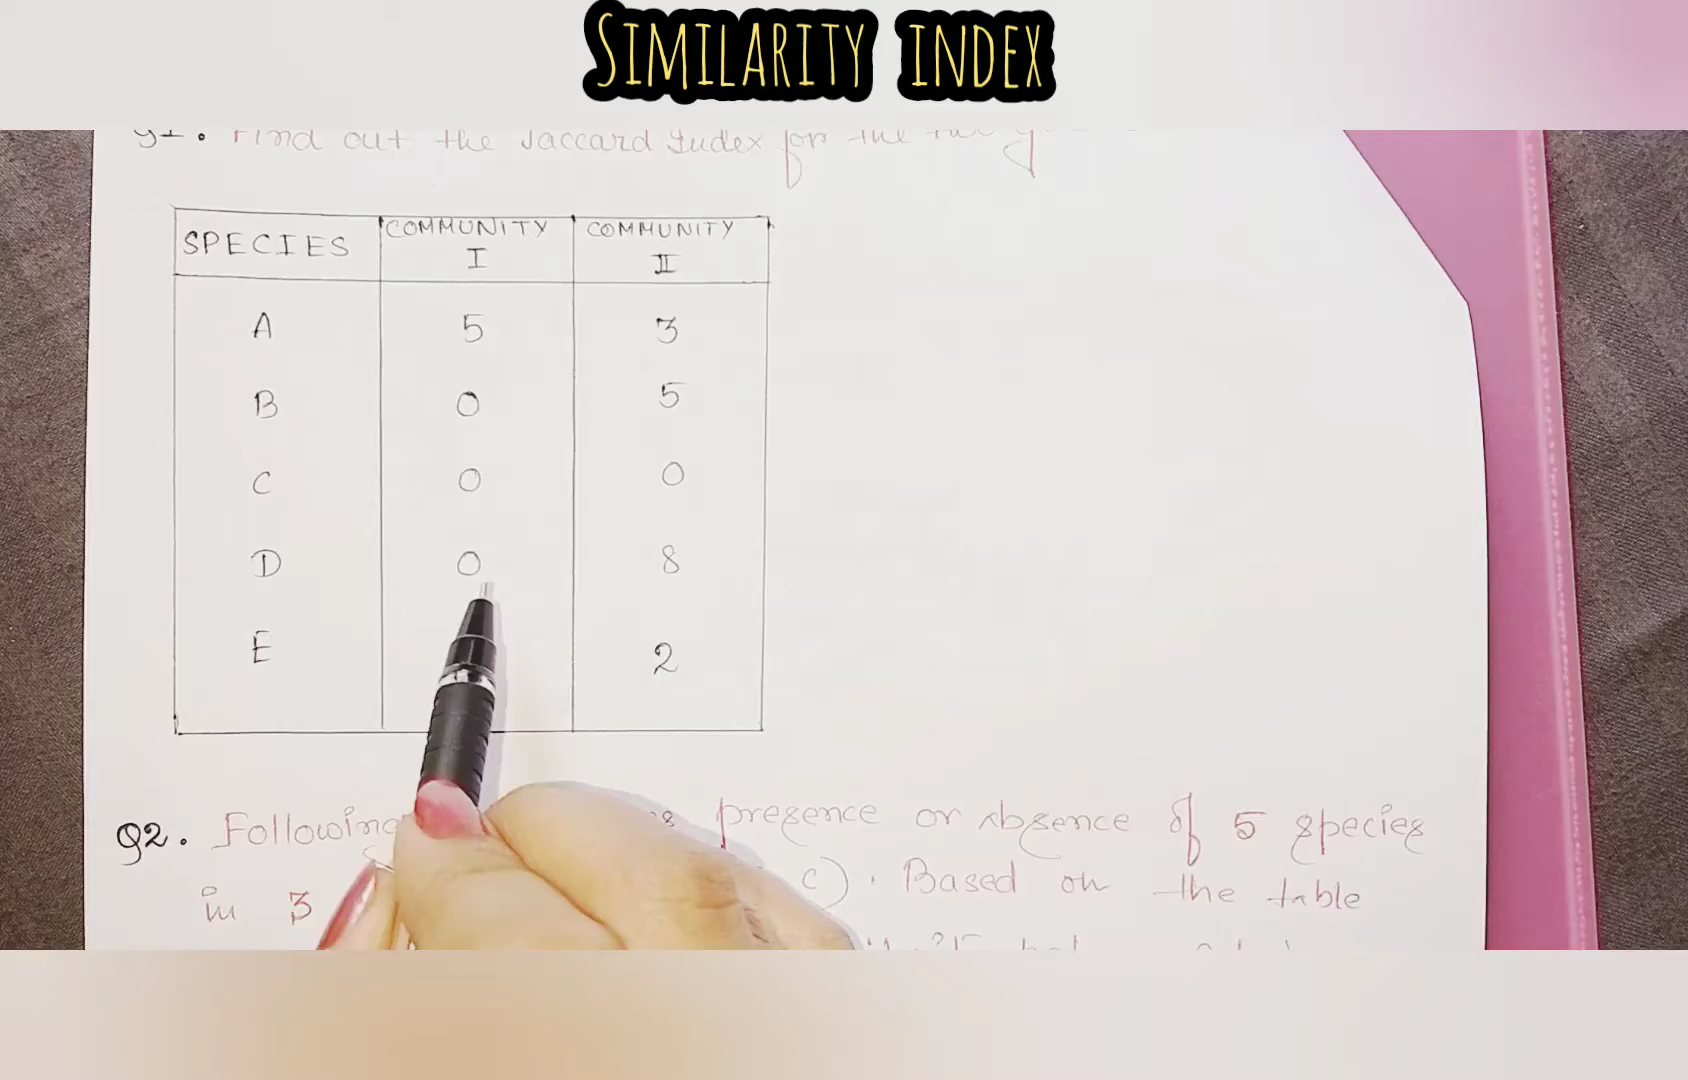 SIMILARITY INDEX
Find out the Jaccard Index for the
SPECIES COMMUNITY I COMMUNITY II
A 5 3
B 0 5
C 0 0
D 0 8
E 2
Q2. Following presence or absence of 5 species
in 3 C). Based on the table